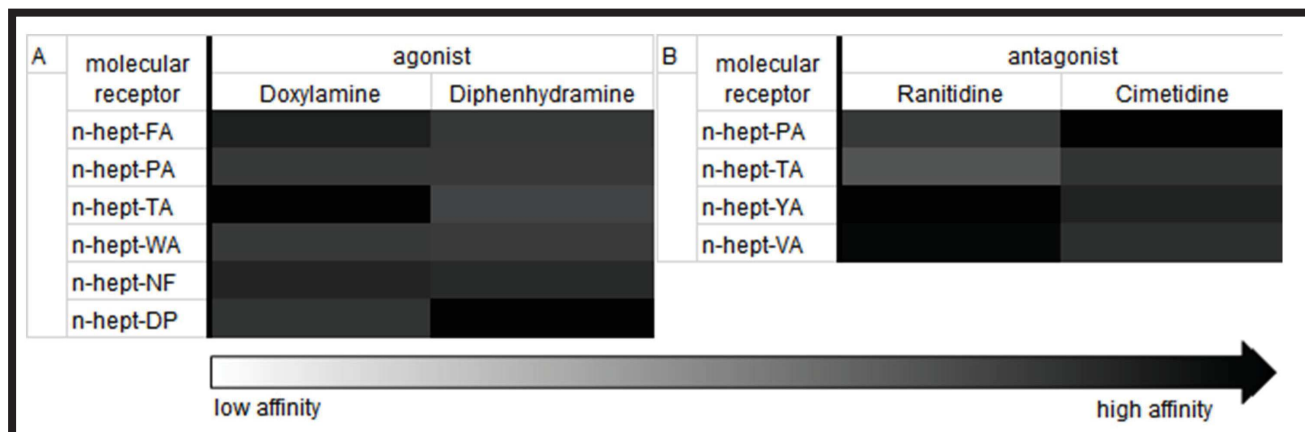 A molecular receptor agonist B molecular receptor antagonist
Doxylamine Diphenhydramine Ranitidine Cimetidine
n-hept-FA n-hept-PA
n-hept-PA n-hept-TA
n-hept-TA n-hept-YA
n-hept-WA n-hept-VA
n-hept-NF
n-hept-DP
low affinity high affinity